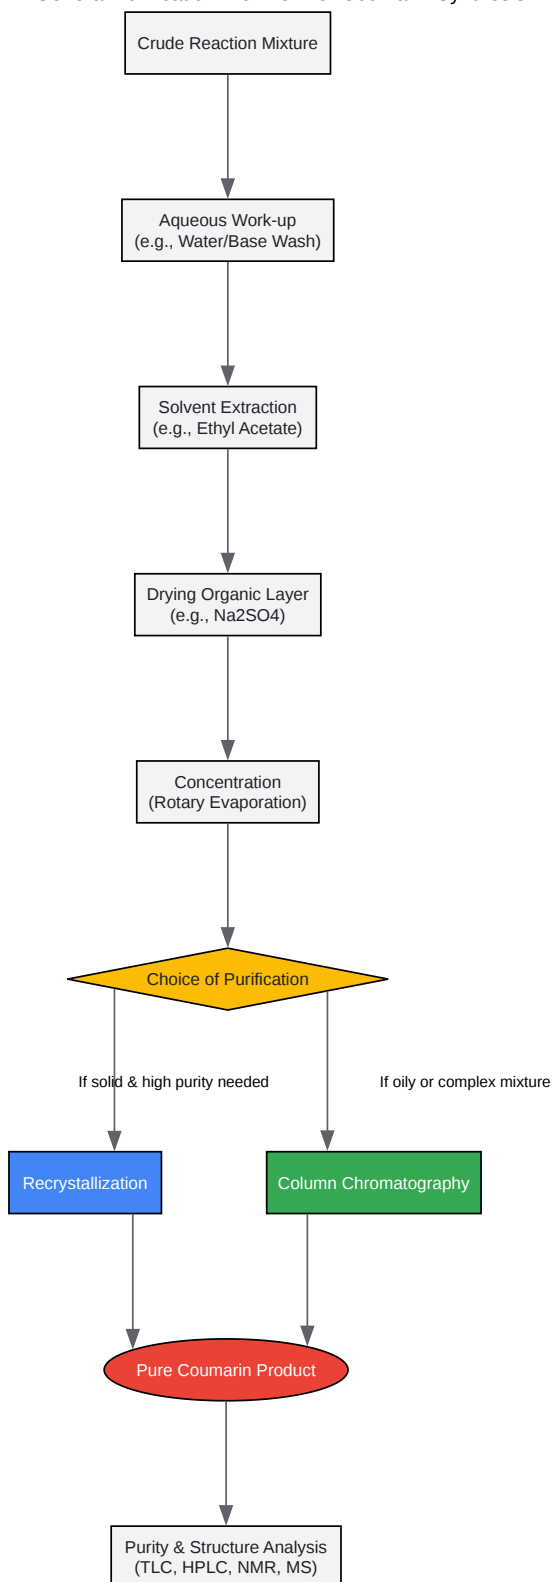 Crude Reaction Mixture
Aqueous Work-up
(e.g., Water/Base Wash)
Solvent Extraction
(e.g., Ethyl Acetate)
Drying Organic Layer
(e.g., Na2SO4)
Concentration
(Rotary Evaporation)
Choice of Purification
If solid & high purity needed
If oily or complex mixture
Recrystallization
Column Chromatography
Pure Coumarin Product
Purity & Structure Analysis
(TLC, HPLC, NMR, MS)